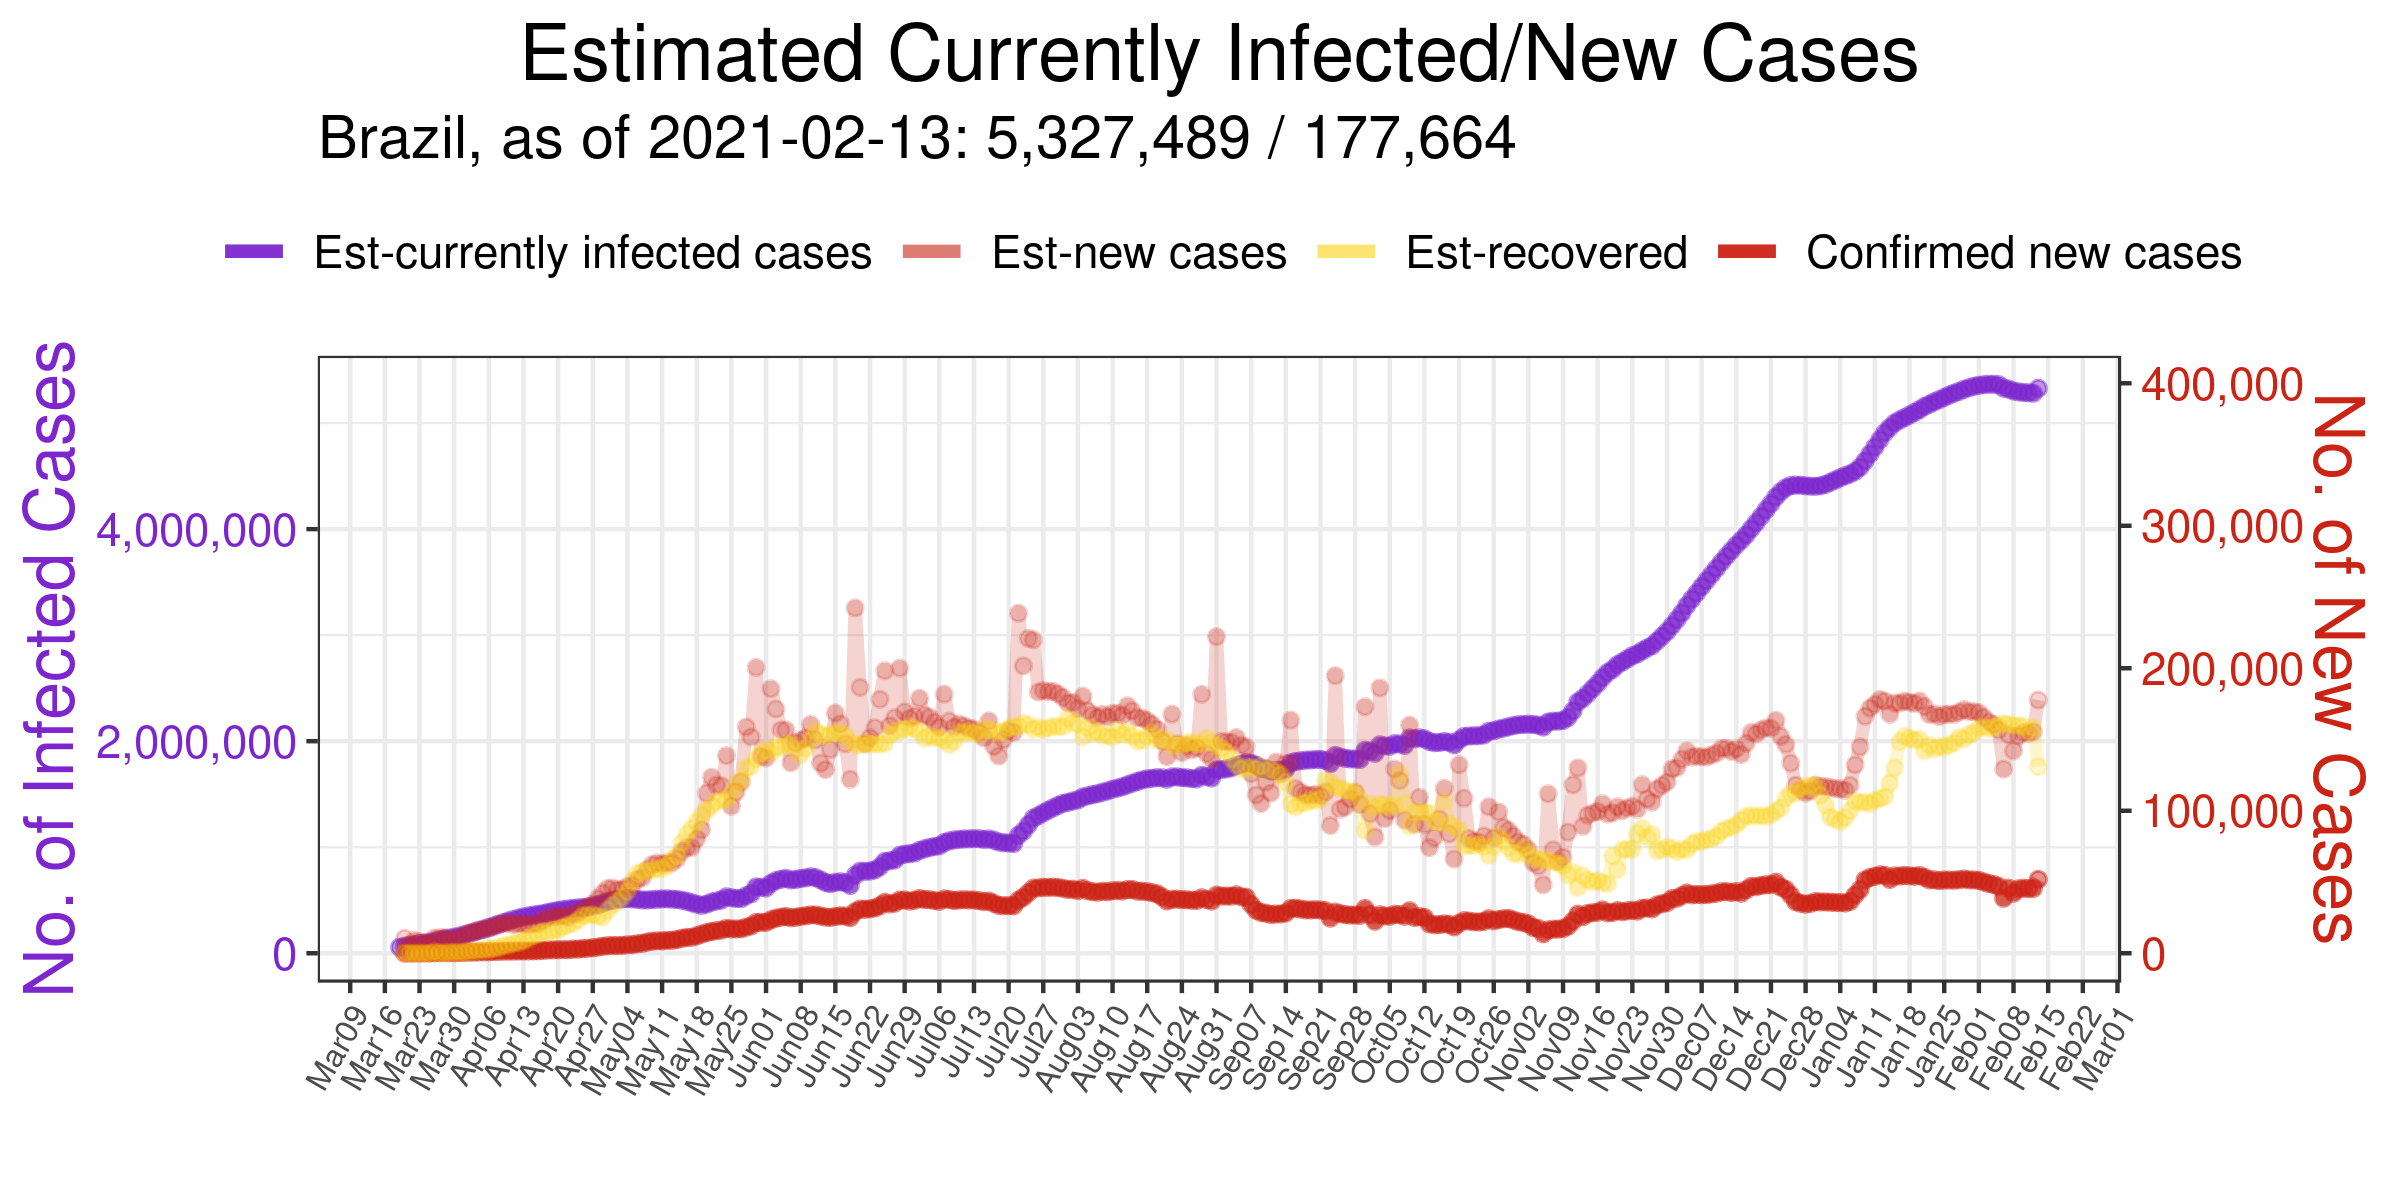 Estimated Currently Infected/New Cases
Brazil, as of 2021-02-13: 5,327,489 / 177,664
Est-currently infected cases Est-new cases Est-recovered Confirmed new cases
No. of Infected Cases
4,000,000
2,000,000
0
400,000
300,000
200,000
100,000
0
No. of New Cases
Mar09
Mar16
Mar23
Mar30
Apr06
Apr13
Apr20
Apr27
May04
May11
May18
May25
Jun01
Jun08
Jun15
Jun22
Jun29
Jul06
Jul13
Jul20
Jul27
Aug03
Aug10
Aug17
Aug24
Aug31
Sep07
Sep14
Sep21
Sep28
Oct05
Oct12
Oct19
Oct26
Nov02
Nov09
Nov16
Nov23
Nov30
Dec07
Dec14
Dec21
Dec28
Jan04
Jan11
Jan18
Jan25
Feb01
Feb08
Feb15
Feb22
Mar01